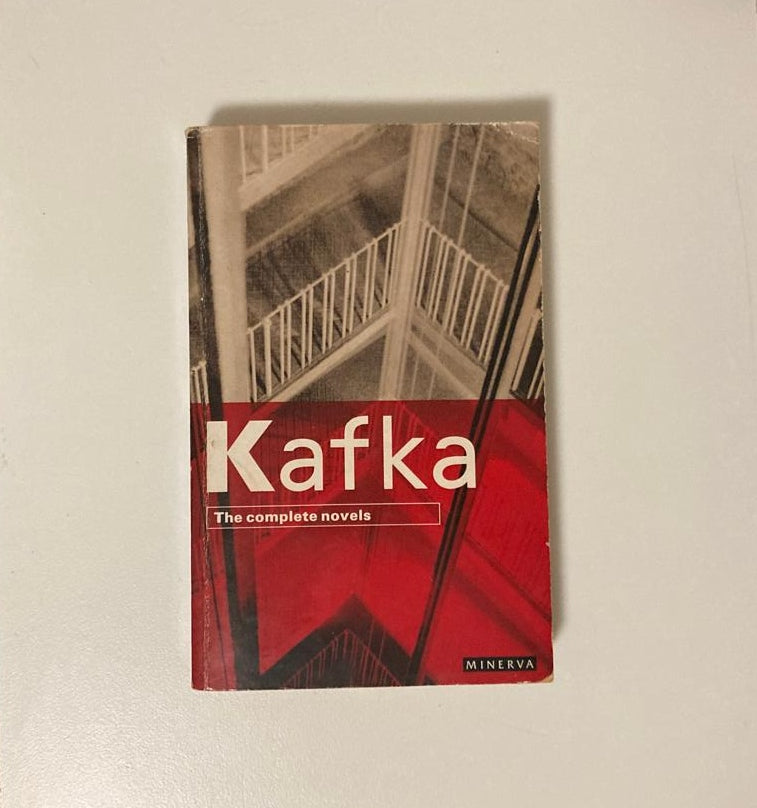 Kafka
The complete novels
MINERVA